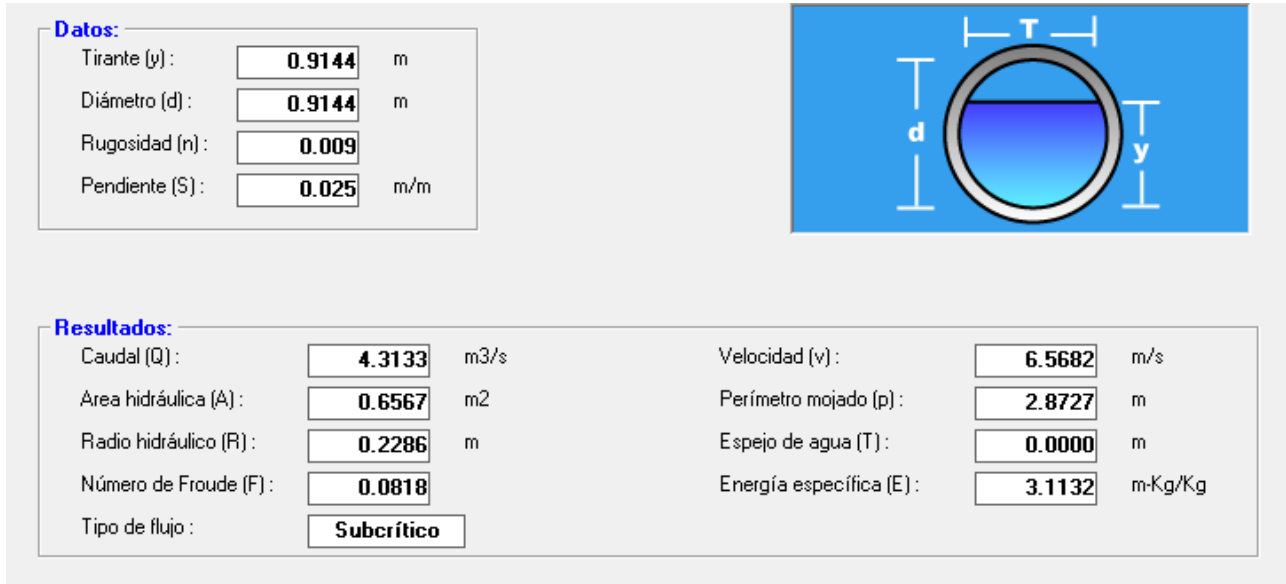 Datos:
Tirante (y) : 0.9144 m
Diámetro (d) : 0.9144 m
Rugosidad (n) : 0.009
Pendiente (S) : 0.025 m/m
T
d
y
Resultados:
Caudal (Q) : 4.3133 m3/s Velocidad (v) : 6.5682 m/s
Area hidráulica (A) : 0.6567 m2 Perímetro mojado (p) : 2.8727 m
Radio hidráulico (R) : 0.2286 m Espejo de agua (T) : 0.0000 m
Número de Froude (F) : 0.0818 Energía específica (E) : 3.1132 m-Kg/Kg
Tipo de flujo : Subcrítico